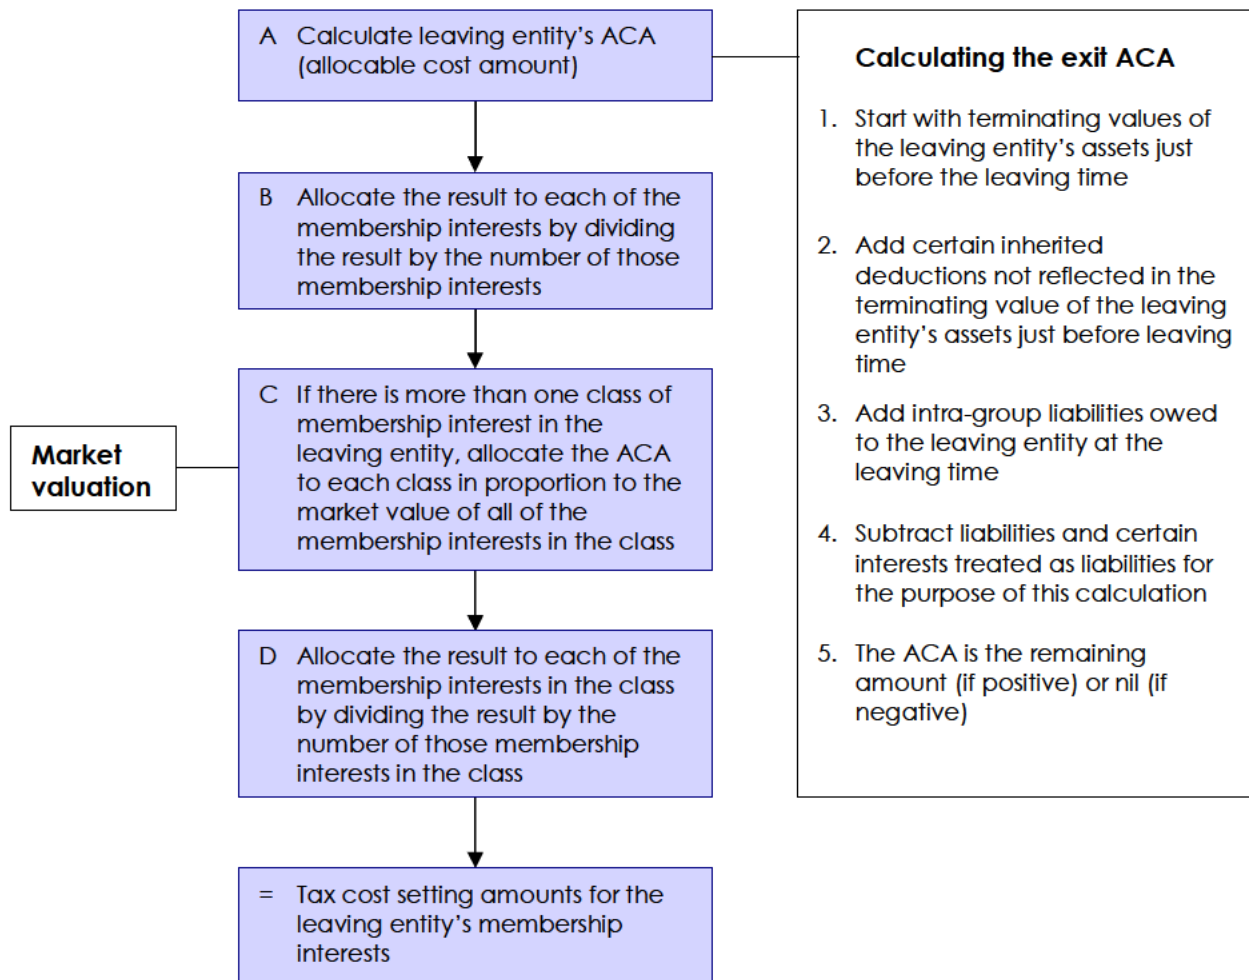 A Calculate leaving entity's ACA
(allocable cost amount)
B Allocate the result to each of the
membership interests by dividing
the result by the number of those
membership interests
C If there is more than one class of
membership interest in the
leaving entity, allocate the ACA
to each class in proportion to the
market value of all of the
membership interests in the class
Market
valuation
D Allocate the result to each of the
membership interests in the class
by dividing the result by the
number of those membership
interests in the class
= Tax cost setting amounts for the
leaving entity's membership
interests
Calculating the exit ACA
1. Start with terminating values of
the leaving entity's assets just
before the leaving time
2. Add certain inherited
deductions not reflected in the
terminating value of the leaving
entity's assets just before leaving
time
3. Add intra-group liabilities owed
to the leaving entity at the
leaving time
4. Subtract liabilities and certain
interests treated as liabilities for
the purpose of this calculation
5. The ACA is the remaining
amount (if positive) or nil (if
negative)